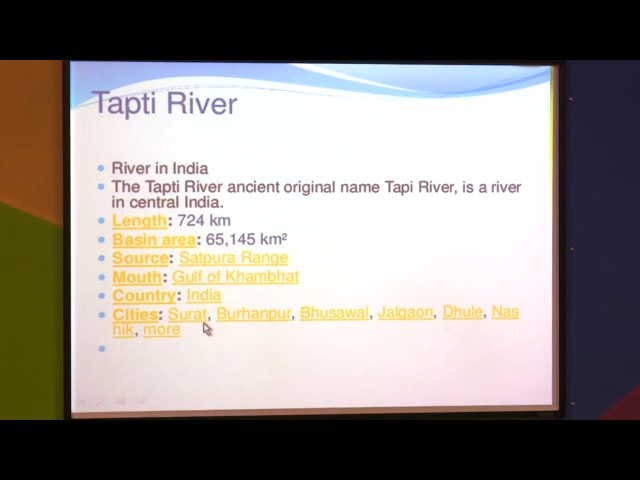 Tapti River
River in India
The Tapti River ancient original name Tapi River, is a river
in central India.
Length: 724 km
Basin area: 65,145 km²
Source: Satpura Range
Mouth: Gulf of Khambhat
Country: India
Cities: Surat, Burhanpur, Bhusawal, Jalgaon, Dhule, Nas
hik, more